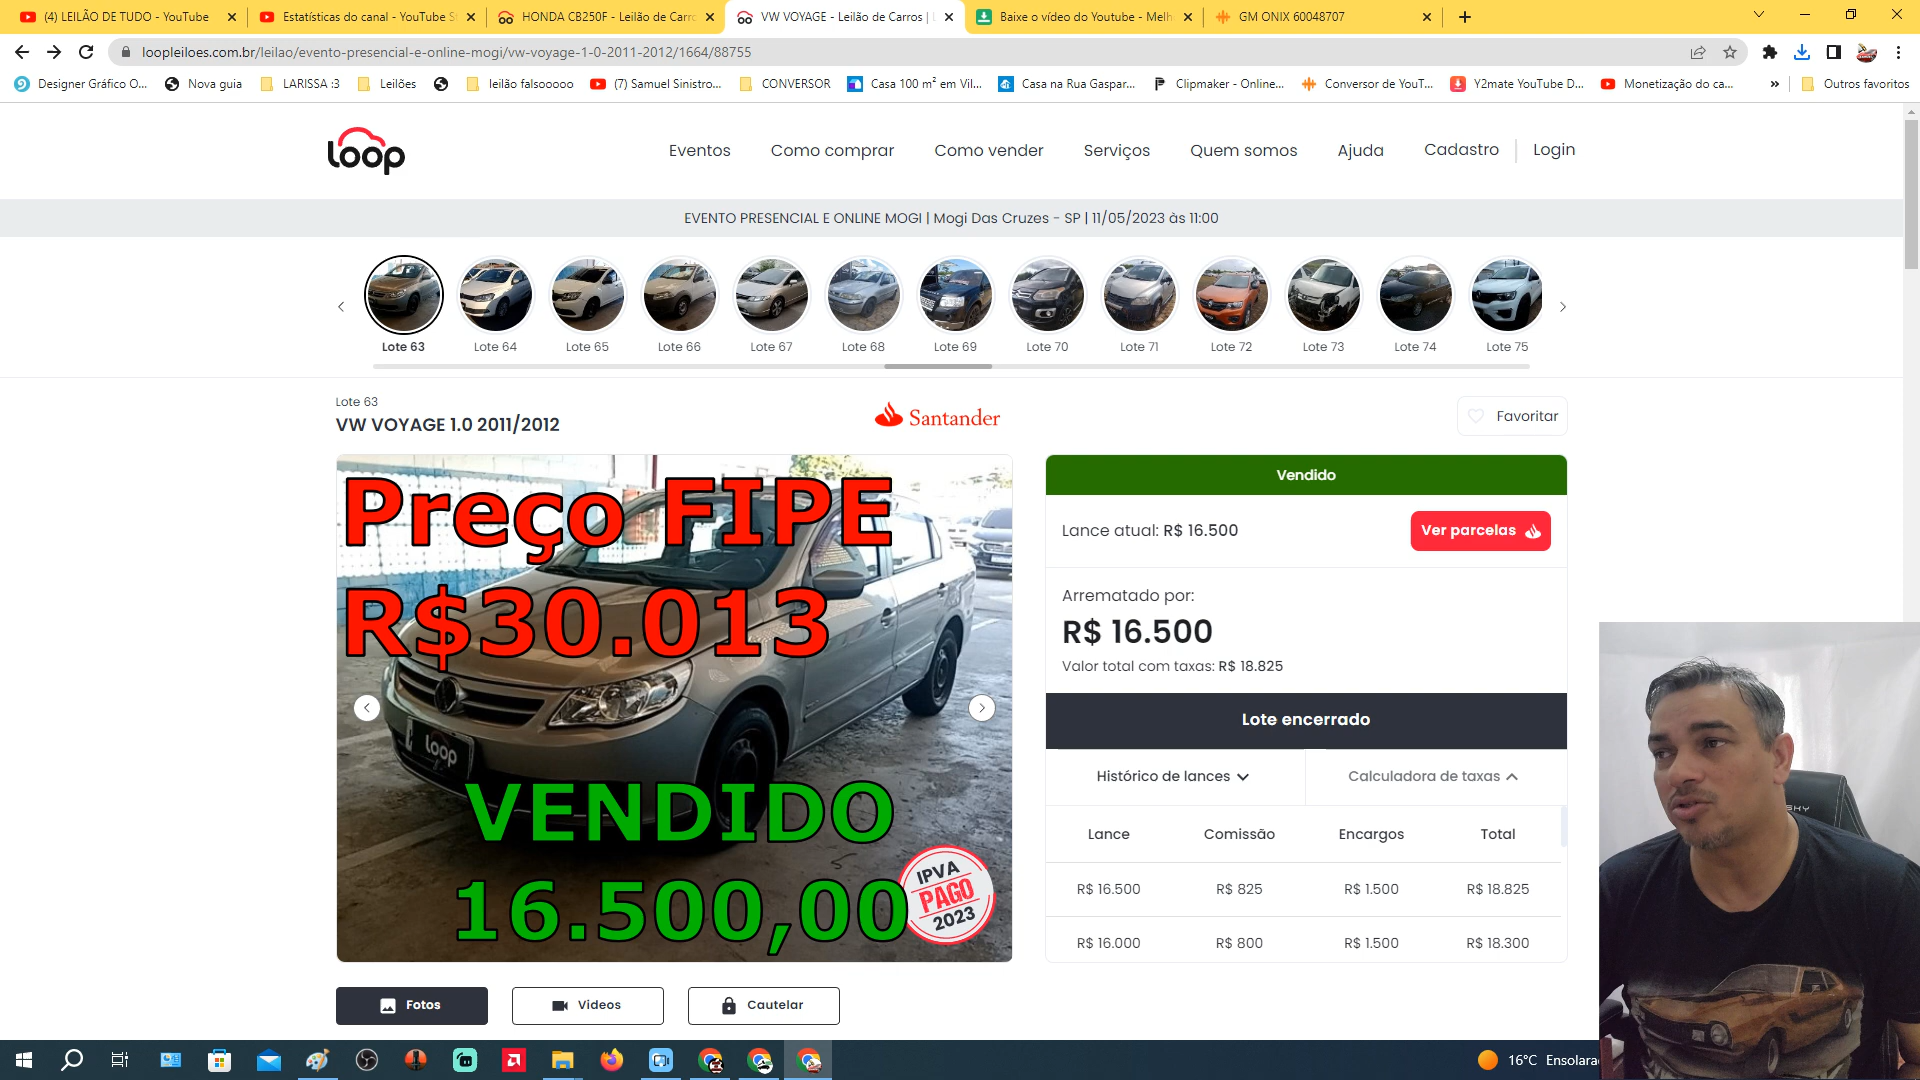 (4) LEILÃO DE TUDO - YouTube
Estatísticas do canal - YouTube S
HONDA CB250F - Leilão de Carro
VW VOYAGE - Leilão de Carros |
Baixe o vídeo do Youtube - Melh
GM ONIX 60048707
loopleiloes.com.br/leilao/evento-presencial-e-online-mogi/vw-voyage-1-0-2011-2012/1664/88755
Designer Gráfico O...
Nova guia
LARISSA :3
Leilões
leilão falsooooo
(7) Samuel Sinistro...
CONVERSOR
Casa 100 m² em Vil...
Casa na Rua Gaspar...
Clipmaker - Online...
Conversor de YouT...
Y2mate YouTube D...
Monetização do ca...
»
Outros favoritos
loop
Eventos
Como comprar
Como vender
Serviços
Quem somos
Ajuda
Cadastro
Login
EVENTO PRESENCIAL E ONLINE MOGI | Mogi Das Cruzes - SP | 11/05/2023 às 11:00
Lote 63
Lote 64
Lote 65
Lote 66
Lote 67
Lote 68
Lote 69
Lote 70
Lote 71
Lote 72
Lote 73
Lote 74
Lote 75
Lote 63
VW VOYAGE 1.0 2011/2012
Santander
Favoritar
Preço FIPE
R$30.013
loop
VENDIDO
16.500,00
IPVA
PAGO
2023
Vendido
Lance atual: R$ 16.500
Ver parcelas
Arrematado por:
R$ 16.500
Valor total com taxas: R$ 18.825
Lote encerrado
Histórico de lances
Calculadora de taxas
Lance Comissão Encargos Total
R$ 16.500 R$ 825 R$ 1.500 R$ 18.825
R$ 16.000 R$ 800 R$ 1.500 R$ 18.300
Fotos
Videos
Cautelar
16°C